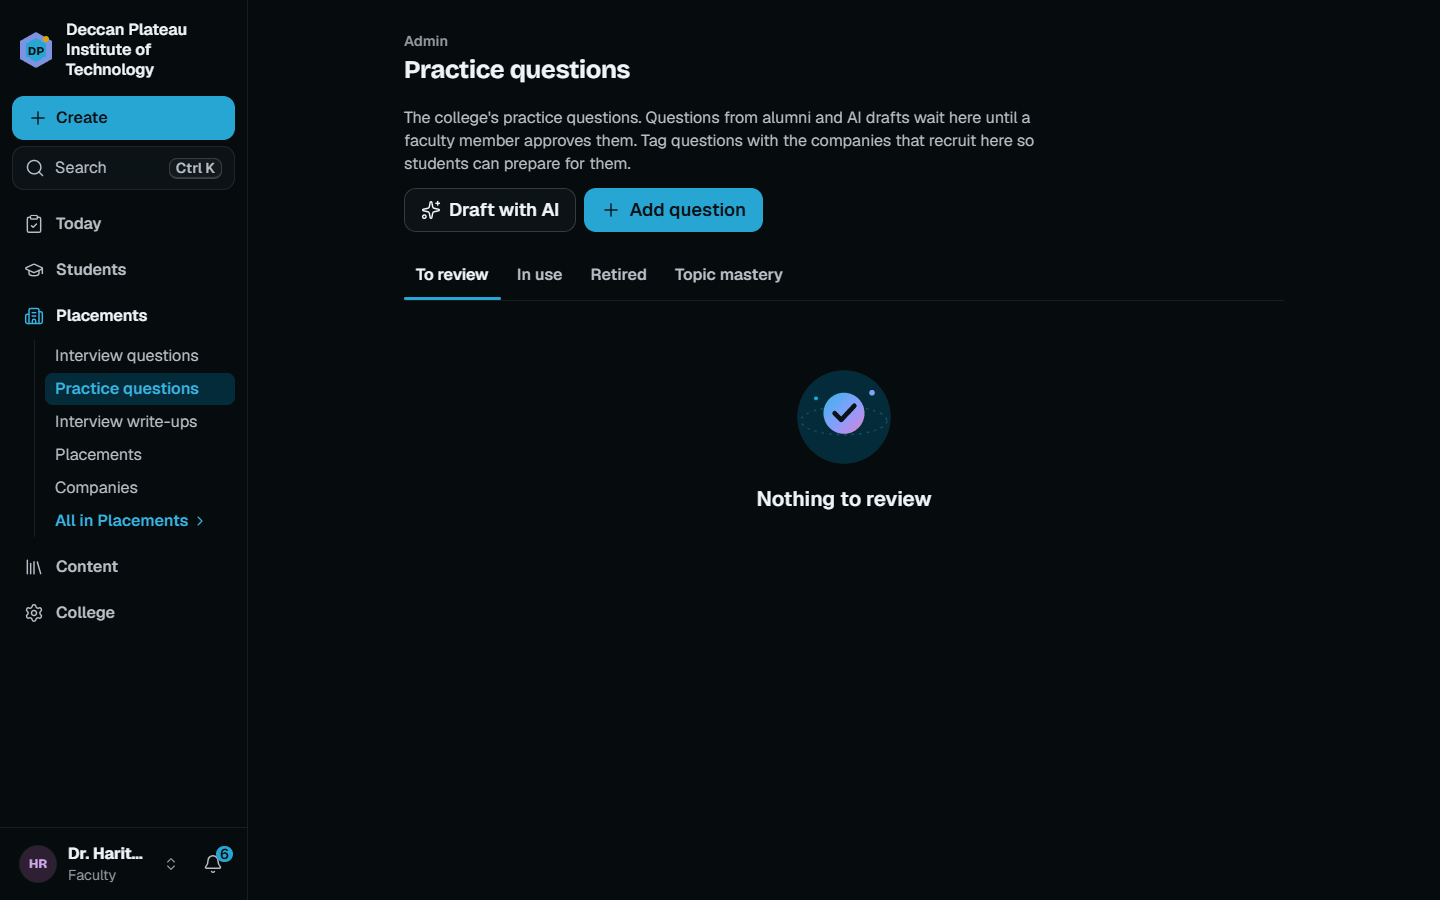 DP
Deccan Plateau
Institute of
Technology
Create
Search
Ctrl K
Today
Students
Placements
Interview questions
Practice questions
Interview write-ups
Placements
Companies
All in Placements
Content
College
HR
Dr. Harit...
Faculty
6
Admin
Practice questions
The college's practice questions. Questions from alumni and AI drafts wait here until a
faculty member approves them. Tag questions with the companies that recruit here so
students can prepare for them.
Draft with AI
Add question
To review
In use
Retired
Topic mastery
Nothing to review